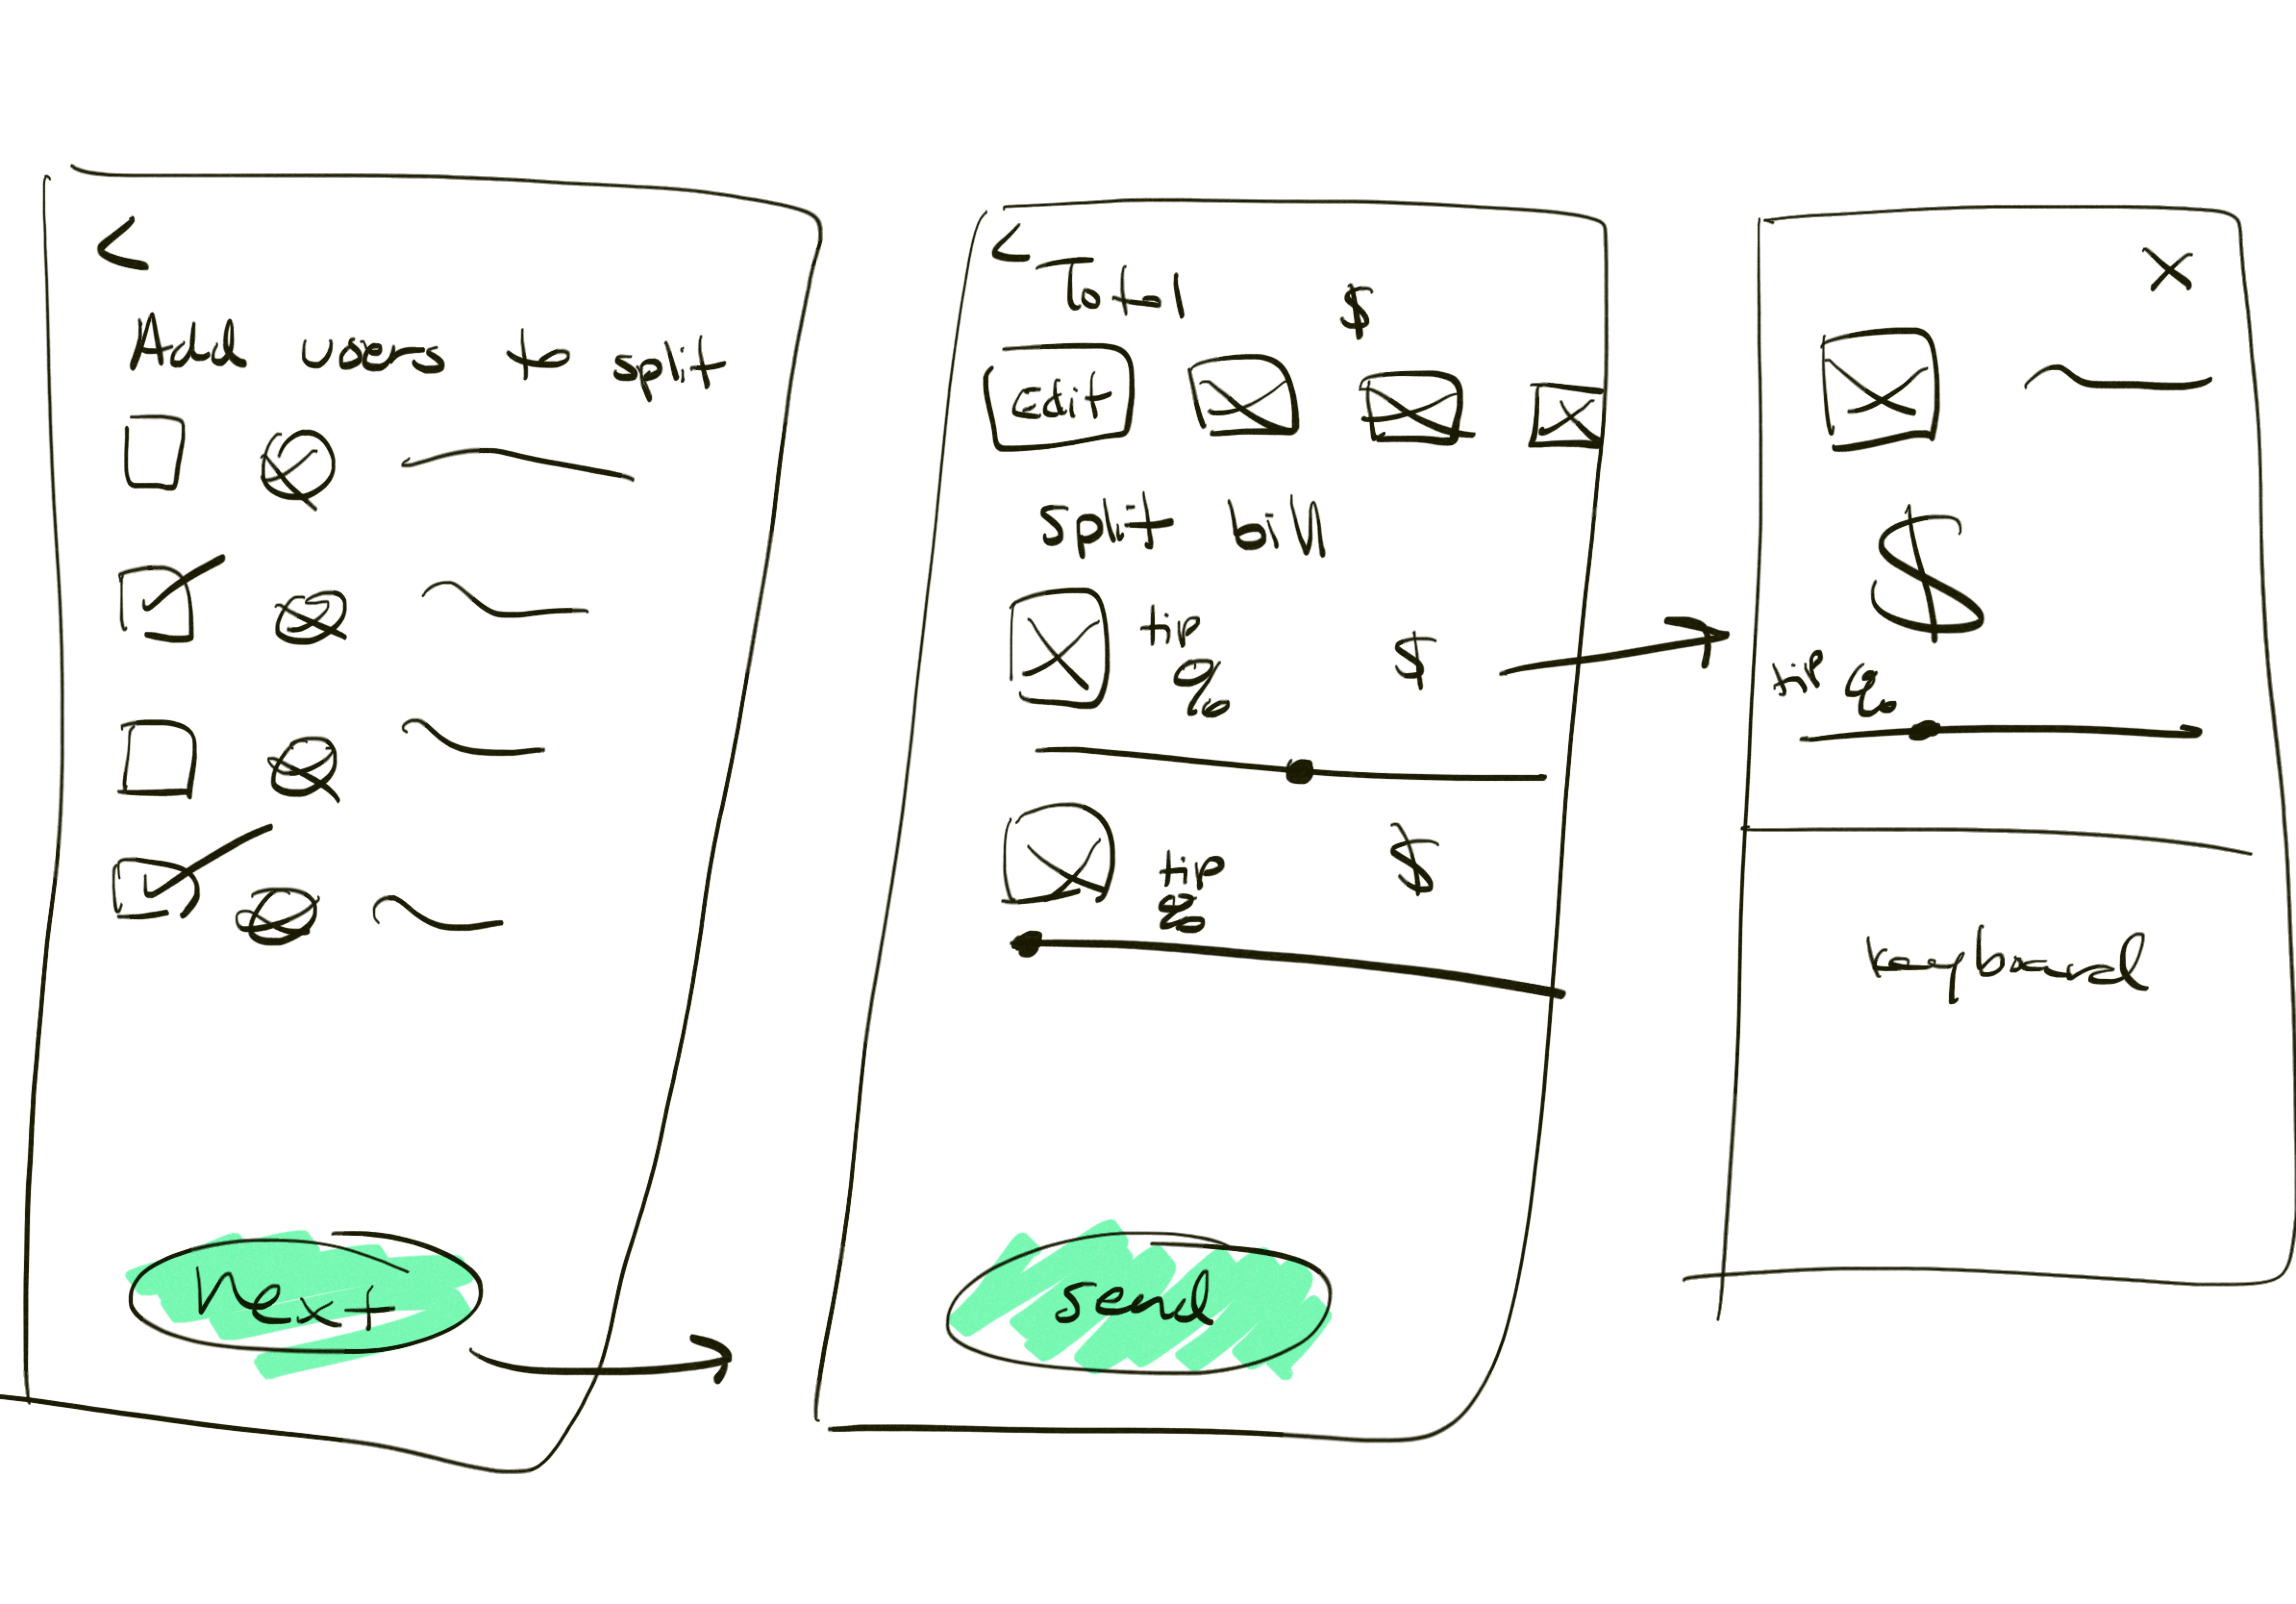 <
Add users to split
Next
<
Total $
Edit
split bill
tip
% $
tip
% $
send
X
$
tip %
keyboard